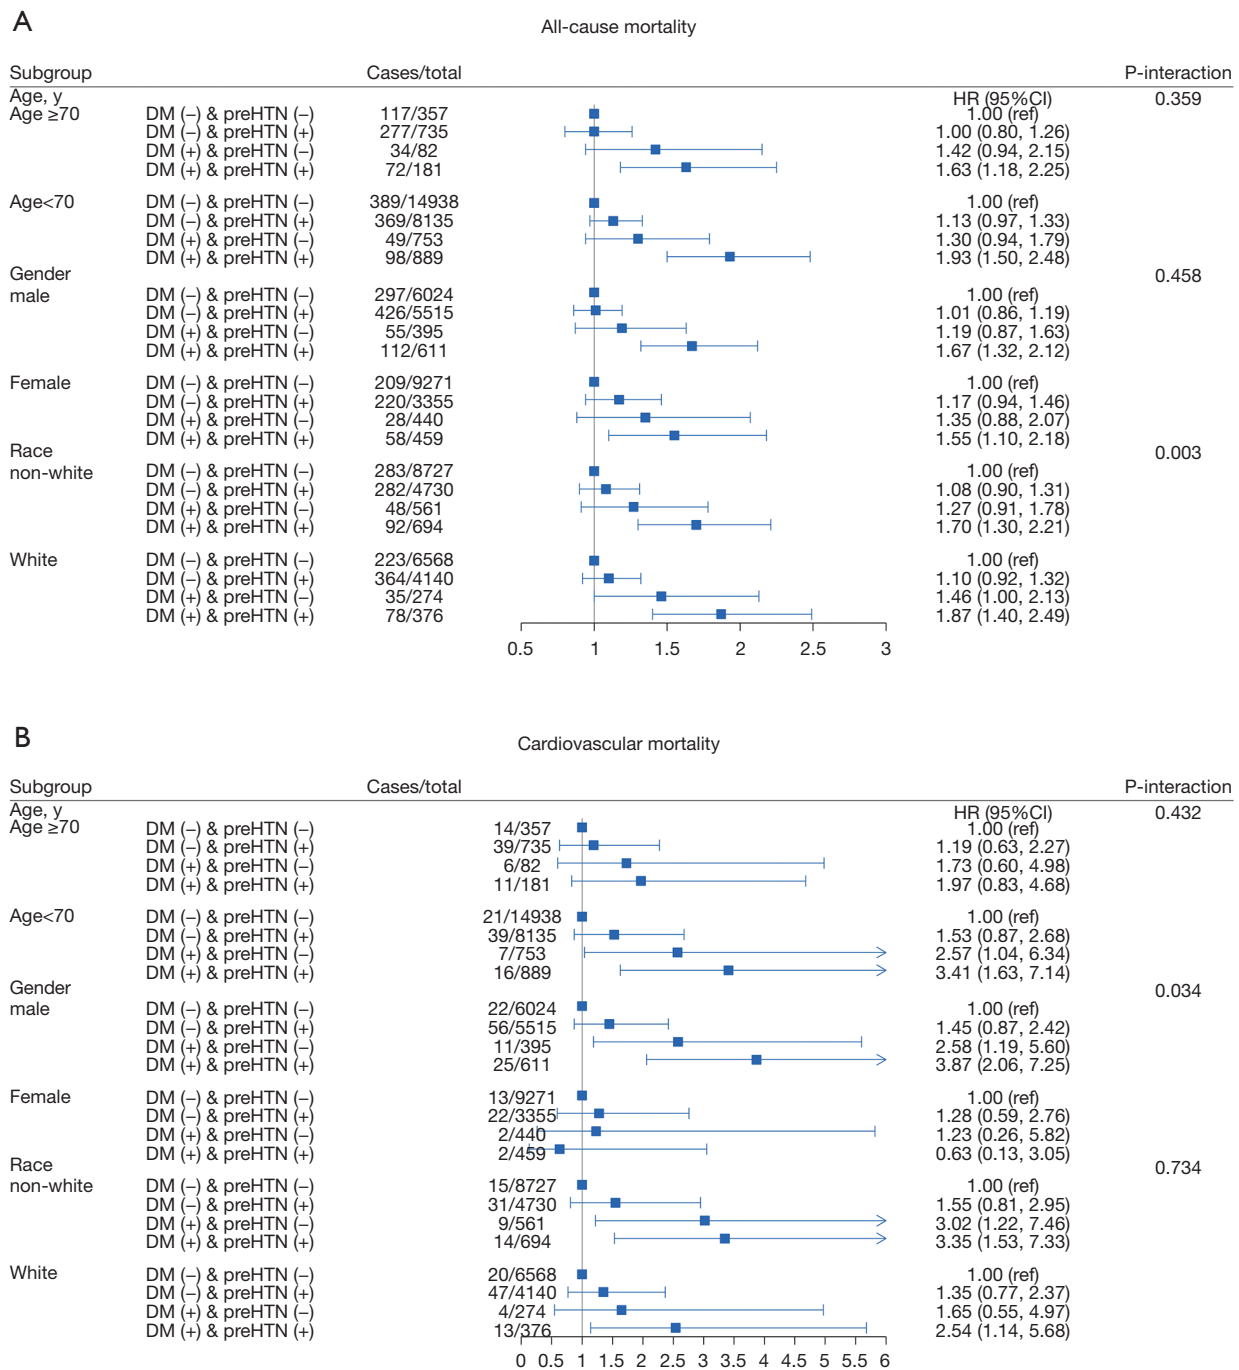 A
All-cause mortality
Subgroup Cases/total P-interaction
Age, y HR (95%CI) 0.359
Age ≥70 DM (–) & preHTN (–) 117/357 1.00 (ref)
DM (–) & preHTN (+) 277/735 1.00 (0.80, 1.26)
DM (+) & preHTN (–) 34/82 1.42 (0.94, 2.15)
DM (+) & preHTN (+) 72/181 1.63 (1.18, 2.25)
Age<70 DM (–) & preHTN (–) 389/14938 1.00 (ref)
DM (–) & preHTN (+) 369/8135 1.13 (0.97, 1.33)
DM (+) & preHTN (–) 49/753 1.30 (0.94, 1.79)
DM (+) & preHTN (+) 98/889 1.93 (1.50, 2.48)
Gender 0.458
male DM (–) & preHTN (–) 297/6024 1.00 (ref)
DM (–) & preHTN (+) 426/5515 1.01 (0.86, 1.19)
DM (+) & preHTN (–) 55/395 1.19 (0.87, 1.63)
DM (+) & preHTN (+) 112/611 1.67 (1.32, 2.12)
Female DM (–) & preHTN (–) 209/9271 1.00 (ref)
DM (–) & preHTN (+) 220/3355 1.17 (0.94, 1.46)
DM (+) & preHTN (–) 28/440 1.35 (0.88, 2.07)
DM (+) & preHTN (+) 58/459 1.55 (1.10, 2.18)
Race 0.003
non-white DM (–) & preHTN (–) 283/8727 1.00 (ref)
DM (–) & preHTN (+) 282/4730 1.08 (0.90, 1.31)
DM (+) & preHTN (–) 48/561 1.27 (0.91, 1.78)
DM (+) & preHTN (+) 92/694 1.70 (1.30, 2.21)
White DM (–) & preHTN (–) 223/6568 1.00 (ref)
DM (–) & preHTN (+) 364/4140 1.10 (0.92, 1.32)
DM (+) & preHTN (–) 35/274 1.46 (1.00, 2.13)
DM (+) & preHTN (+) 78/376 1.87 (1.40, 2.49)
0.5 1 1.5 2 2.5 3
B
Cardiovascular mortality
Subgroup Cases/total P-interaction
Age, y HR (95%CI) 0.432
Age ≥70 DM (–) & preHTN (–) 14/357 1.00 (ref)
DM (–) & preHTN (+) 39/735 1.19 (0.63, 2.27)
DM (+) & preHTN (–) 6/82 1.73 (0.60, 4.98)
DM (+) & preHTN (+) 11/181 1.97 (0.83, 4.68)
Age<70 DM (–) & preHTN (–) 21/14938 1.00 (ref)
DM (–) & preHTN (+) 39/8135 1.53 (0.87, 2.68)
DM (+) & preHTN (–) 7/753 2.57 (1.04, 6.34)
DM (+) & preHTN (+) 16/889 3.41 (1.63, 7.14)
Gender 0.034
male DM (–) & preHTN (–) 22/6024 1.00 (ref)
DM (–) & preHTN (+) 56/5515 1.45 (0.87, 2.42)
DM (+) & preHTN (–) 11/395 2.58 (1.19, 5.60)
DM (+) & preHTN (+) 25/611 3.87 (2.06, 7.25)
Female DM (–) & preHTN (–) 13/9271 1.00 (ref)
DM (–) & preHTN (+) 22/3355 1.28 (0.59, 2.76)
DM (+) & preHTN (–) 2/440 1.23 (0.26, 5.82)
DM (+) & preHTN (+) 2/459 0.63 (0.13, 3.05)
Race 0.734
non-white DM (–) & preHTN (–) 15/8727 1.00 (ref)
DM (–) & preHTN (+) 31/4730 1.55 (0.81, 2.95)
DM (+) & preHTN (–) 9/561 3.02 (1.22, 7.46)
DM (+) & preHTN (+) 14/694 3.35 (1.53, 7.33)
White DM (–) & preHTN (–) 20/6568 1.00 (ref)
DM (–) & preHTN (+) 47/4140 1.35 (0.77, 2.37)
DM (+) & preHTN (–) 4/274 1.65 (0.55, 4.97)
DM (+) & preHTN (+) 13/376 2.54 (1.14, 5.68)
0 0.5 1 1.5 2 2.5 3 3.5 4 4.5 5 5.5 6